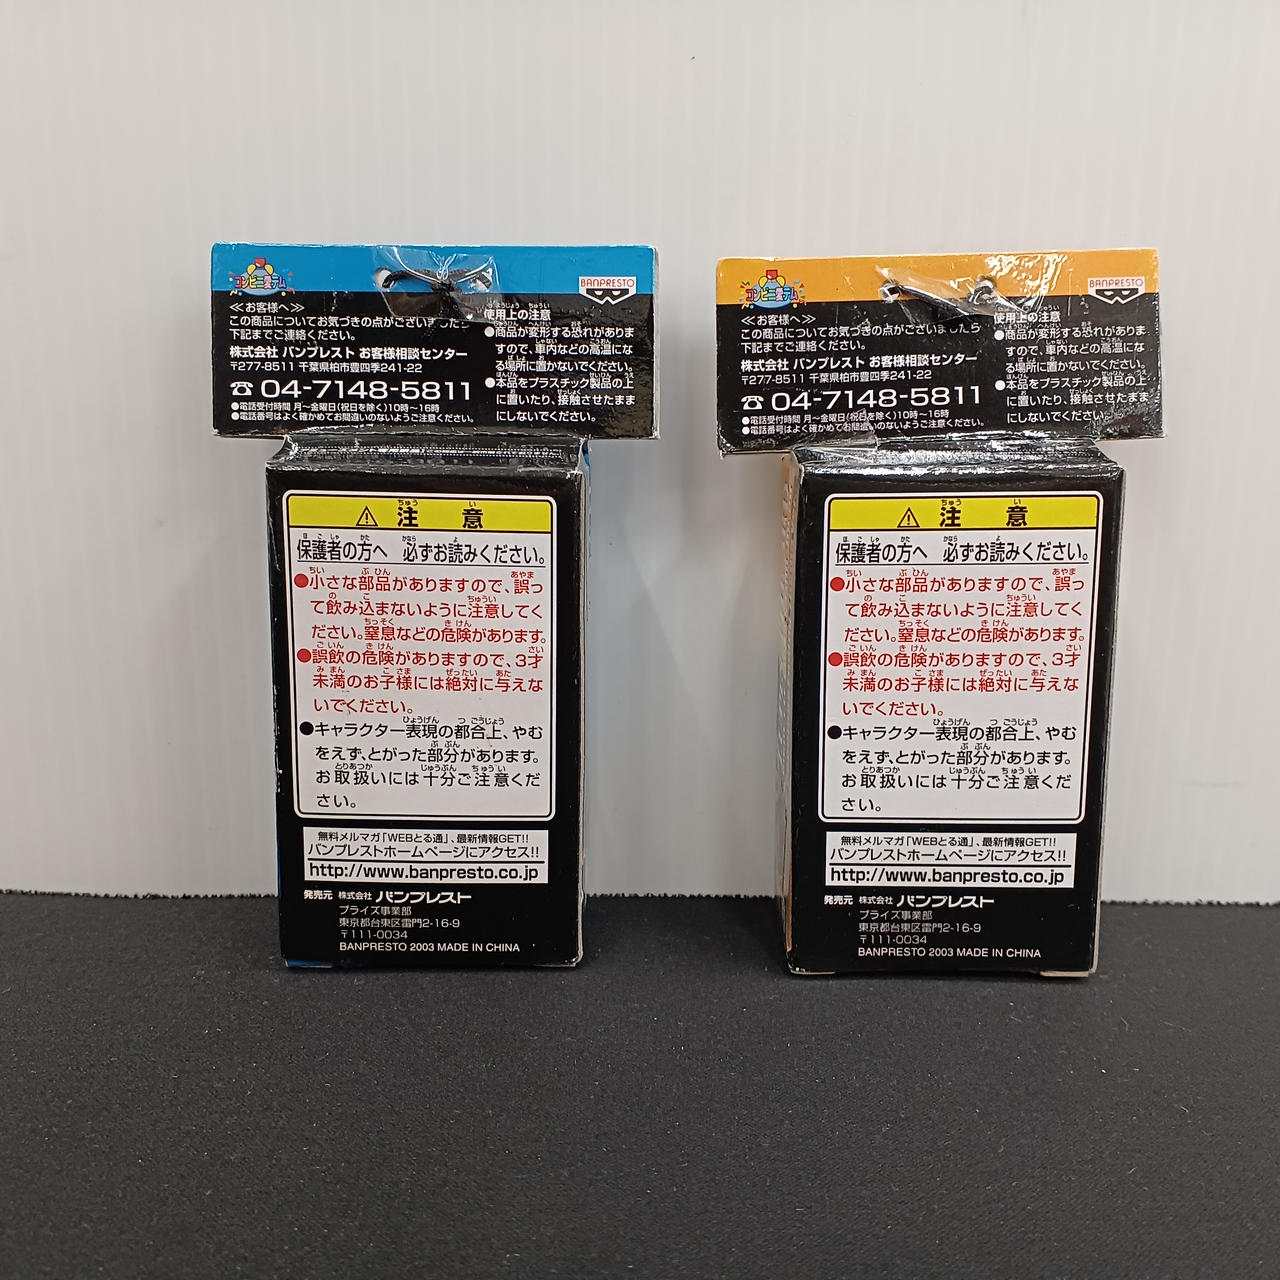 コンビニ愛テム
≪お客様へ≫
この商品についてお気づきの点がございましたら
下記までご連絡ください。
株式会社 バンプレスト お客様相談センター
〒277-8511 千葉県柏市豊四季241-22
☎ 04-7148-5811
●電話受付時間 月～金曜日(祝日を除く)10時～16時
●電話番号はよく確かめてお間違いのないようご注意ください。
BANPRESTO
使用上の注意
●商品が変形する恐れがありま
すので、車内などの高温にな
る場所に置かないでください。
●本品をプラスチック製品の上
に置いたり、接触させたまま
にしないでください。
⚠ 注意
保護者の方へ 必ずお読みください。
●小さな部品がありますので、誤っ
て飲み込まないように注意してく
ださい。窒息などの危険があります。
●誤飲の危険がありますので、3才
未満のお子様には絶対に与えな
いでください。
●キャラクター表現の都合上、やむ
をえず、とがった部分があります。
お取扱いには十分ご注意くだ
さい。
無料メルマガ「WEBとる通」、最新情報GET!!
バンプレストホームページにアクセス!!
http://www.banpresto.co.jp
発売元 株式会社 バンプレスト
プライズ事業部
東京都台東区雷門2-16-9
〒111-0034
BANPRESTO 2003 MADE IN CHINA
コンビニ愛テム
≪お客様へ≫
この商品についてお気づきの点がございましたら
下記までご連絡ください。
株式会社 バンプレスト お客様相談センター
〒277-8511 千葉県柏市豊四季241-22
☎ 04-7148-5811
●電話受付時間 月～金曜日(祝日を除く)10時～16時
●電話番号はよく確かめてお間違いのないようご注意ください。
BANPRESTO
使用上の注意
●商品が変形する恐れがありま
すので、車内などの高温にな
る場所に置かないでください。
●本品をプラスチック製品の上
に置いたり、接触させたまま
にしないでください。
⚠ 注意
保護者の方へ 必ずお読みください。
●小さな部品がありますので、誤っ
て飲み込まないように注意してく
ださい。窒息などの危険があります。
●誤飲の危険がありますので、3才
未満のお子様には絶対に与えな
いでください。
●キャラクター表現の都合上、やむ
をえず、とがった部分があります。
お取扱いには十分ご注意くだ
さい。
無料メルマガ「WEBとる通」、最新情報GET!!
バンプレストホームページにアクセス!!
http://www.banpresto.co.jp
発売元 株式会社 バンプレスト
プライズ事業部
東京都台東区雷門2-16-9
〒111-0034
BANPRESTO 2003 MADE IN CHINA